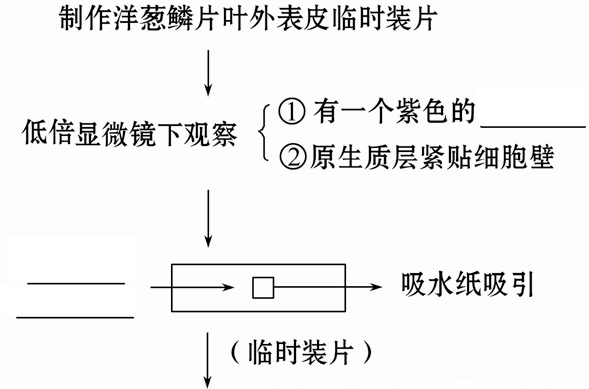 制作洋葱鳞片叶外表皮临时装片
低倍显微镜下观察
①有一个紫色的
②原生质层紧贴细胞壁
吸水纸吸引
（临时装片）